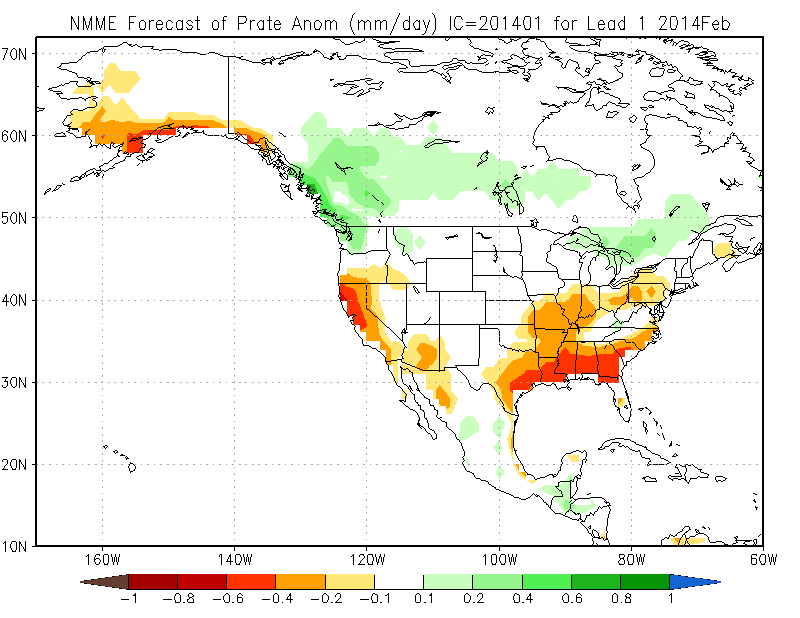 NMME Forecast of Prate Anom (mm/day) IC=201401 for Lead 1 2014Feb
70N
60N
50N
40N
30N
20N
10N
160W 140W 120W 100W 80W 60W
-1 -0.8 -0.6 -0.4 -0.2 -0.1 0.1 0.2 0.4 0.6 0.8 1